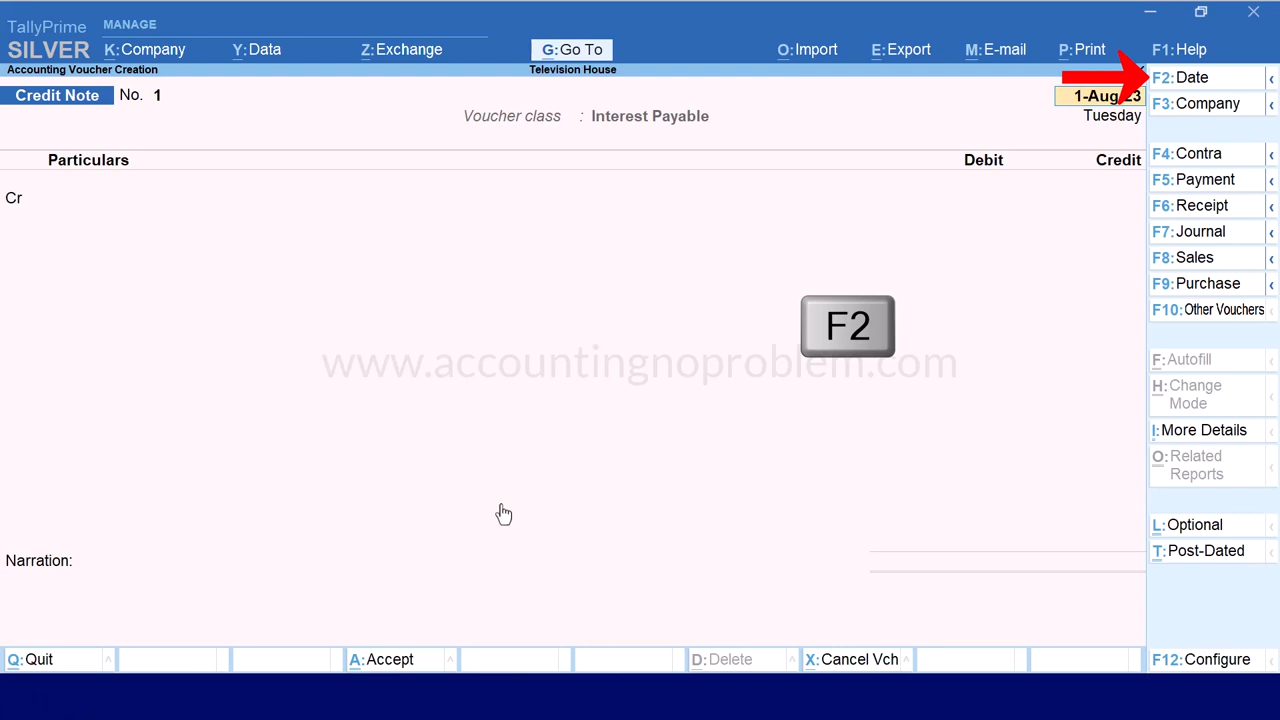 TallyPrime
MANAGE
SILVER
K:Company
Y:Data
Z:Exchange
G:Go To
O:Import
E:Export
M:E-mail
P:Print
F1:Help
Accounting Voucher Creation
Television House
F2:Date
Credit Note No. 1
1-Aug-23
F3:Company
Voucher class : Interest Payable
Tuesday
Particulars
Debit
Credit
F4:Contra
F5:Payment
Cr
F6:Receipt
F7:Journal
F8:Sales
F9:Purchase
F10:Other Vouchers
F2
www.accountingnoproblem.com
F:Autofill
H:Change
Mode
I:More Details
O:Related
Reports
L:Optional
T:Post-Dated
Narration:
Q:Quit
A:Accept
D:Delete
X:Cancel Vch
F12:Configure